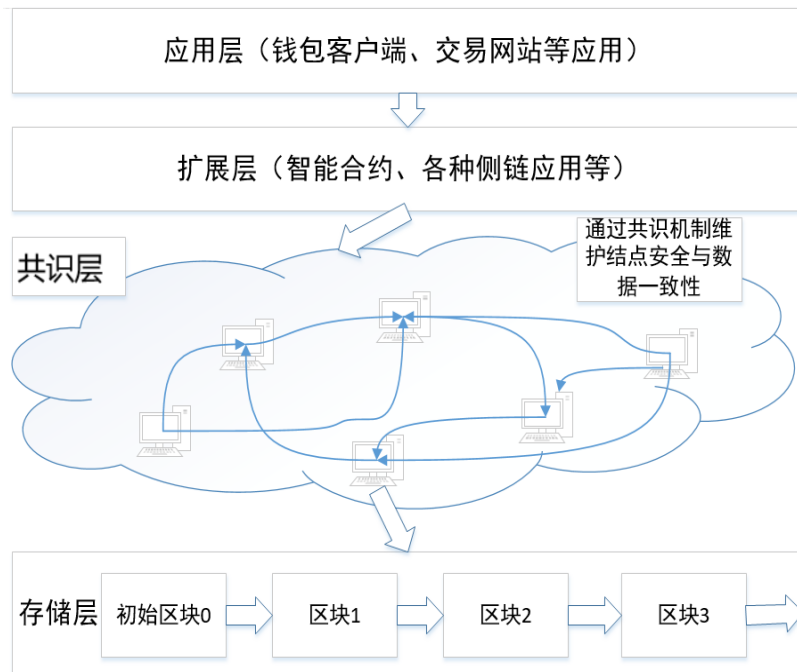 应用层（钱包客户端、交易网站等应用）
扩展层（智能合约、各种侧链应用等）
共识层
通过共识机制维
护结点安全与数
据一致性
存储层
初始区块0
区块1
区块2
区块3